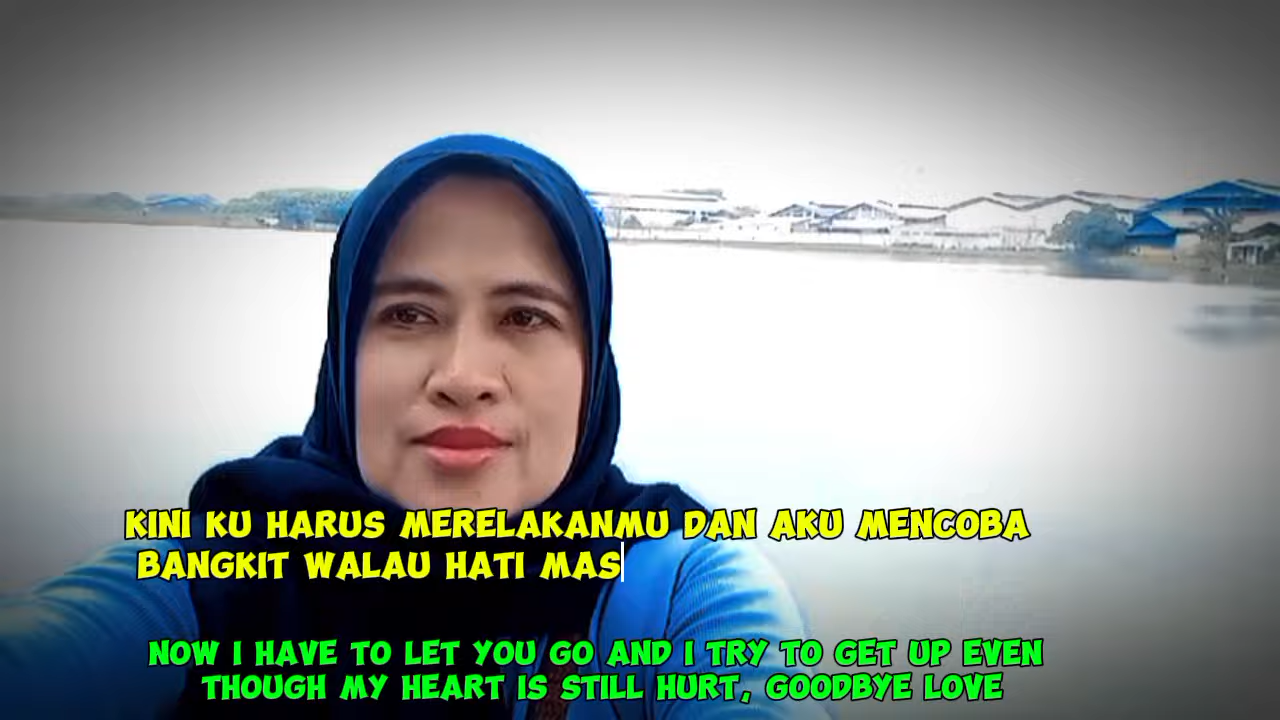 KINI KU HARUS MERELAKANMU DAN AKU MENCOBA
BANGKIT WALAU HATI MAS
NOW I HAVE TO LET YOU GO AND I TRY TO GET UP EVEN
THOUGH MY HEART IS STILL HURT, GOODBYE LOVE